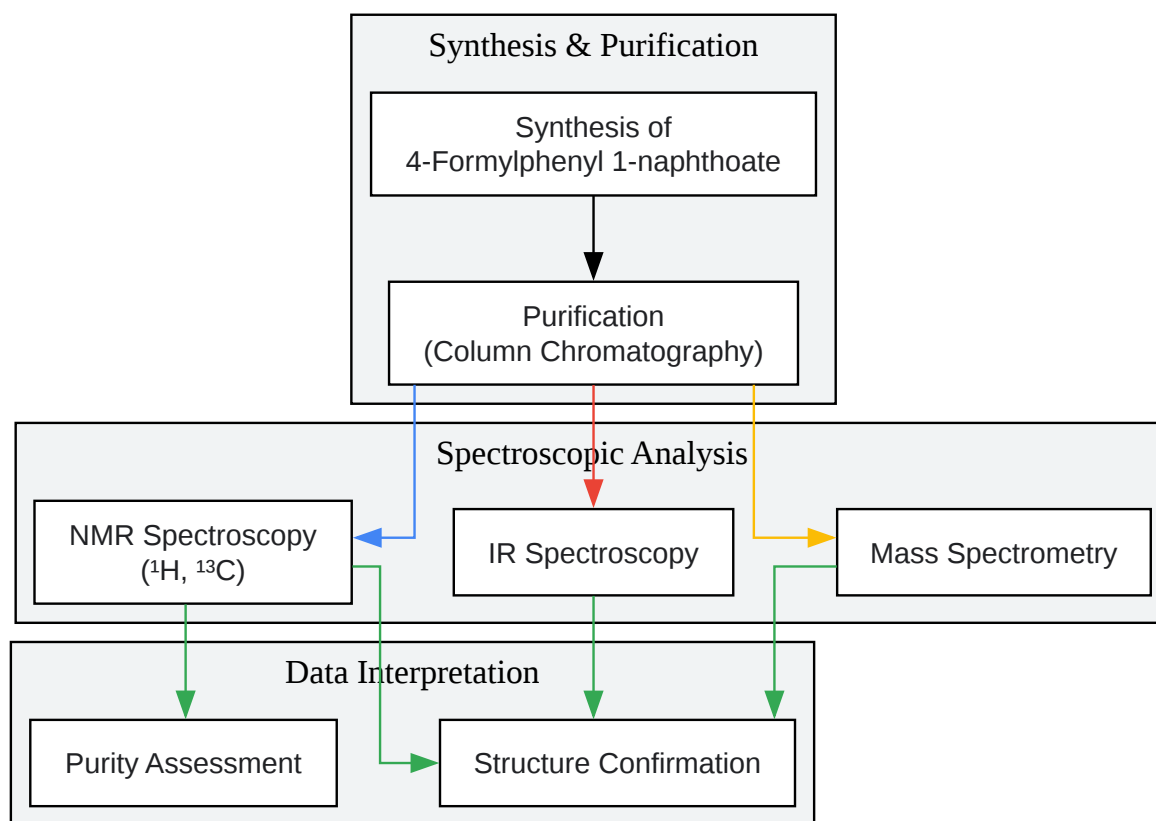 Synthesis & Purification
Synthesis of
4-Formylphenyl 1-naphthoate
Purification
(Column Chromatography)
Spectroscopic Analysis
NMR Spectroscopy
(¹H, ¹³C)
IR Spectroscopy
Mass Spectrometry
Data Interpretation
Purity Assessment
Structure Confirmation